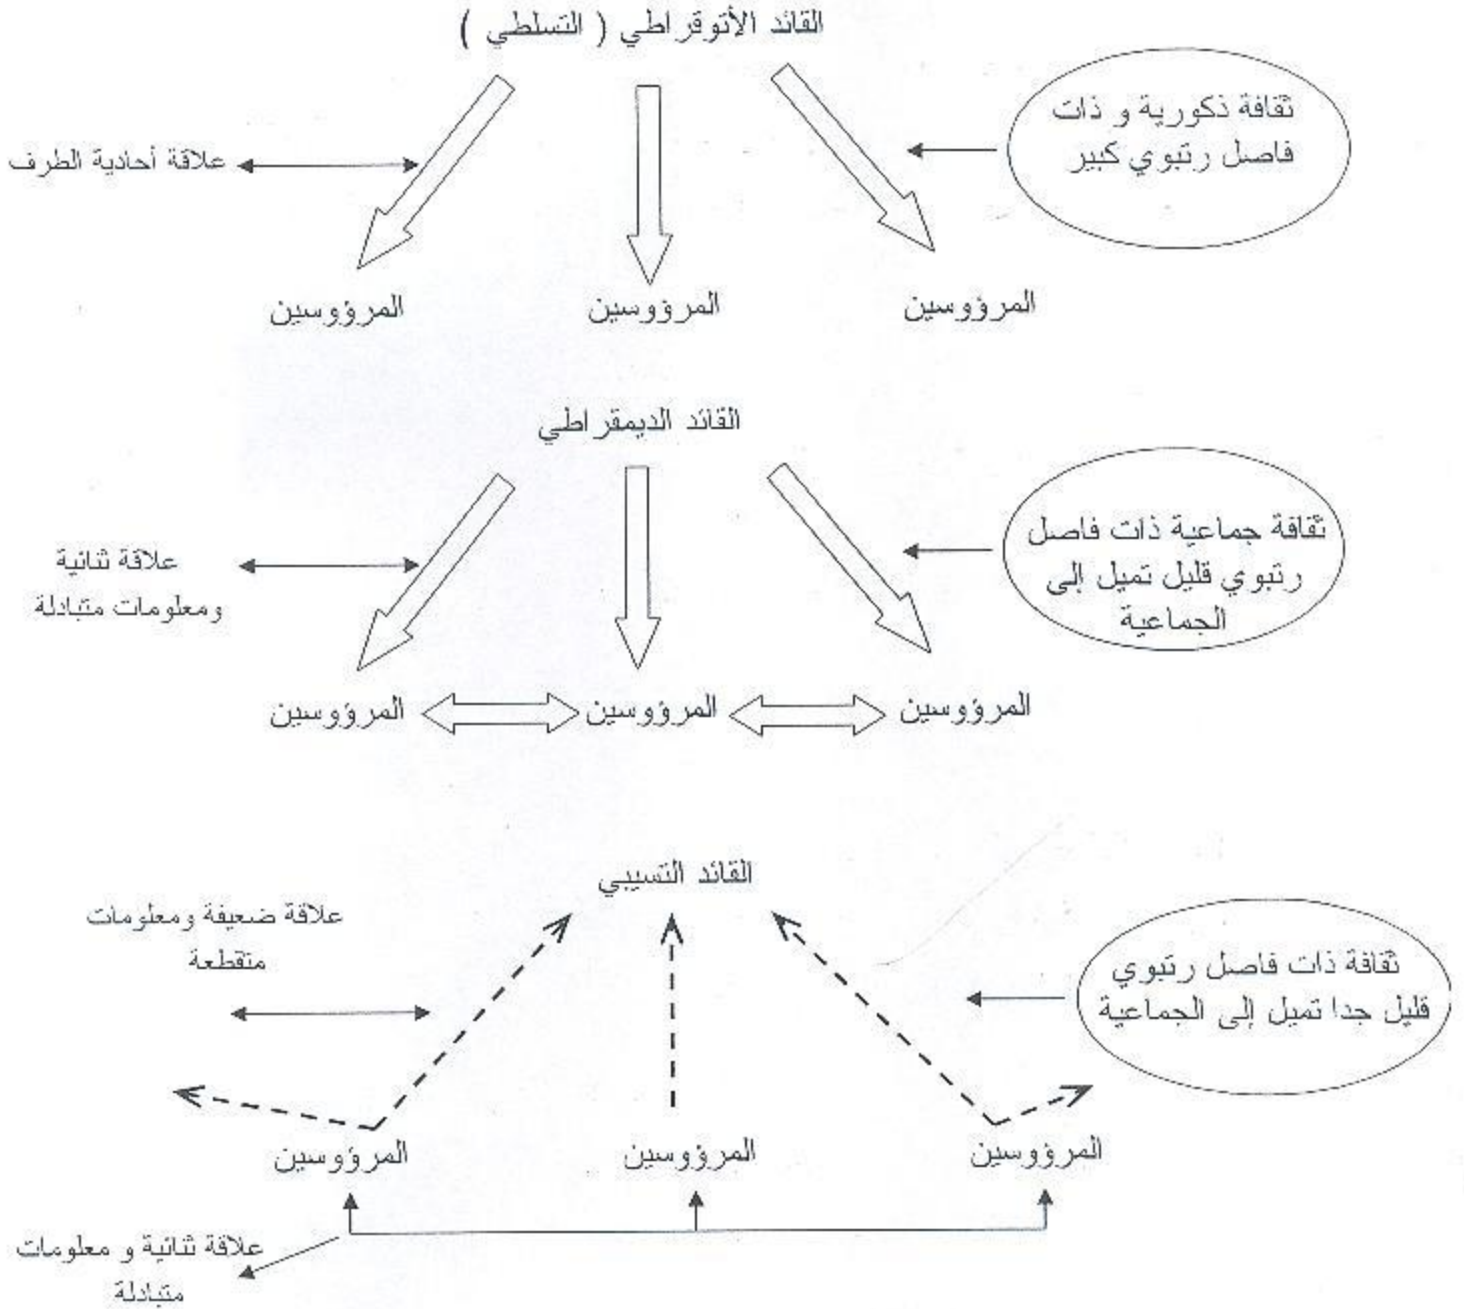 القائد الأتوقراطي ( التسلطي )
ثقافة ذكورية و ذات
فاصل رتبوي كبير
علاقة أحادية الطرف
المرؤوسين
المرؤوسين
المرؤوسين
القائد الديمقراطي
ثقافة جماعية ذات فاصل
رتبوي قليل تميل إلى
الجماعية
علاقة ثنائية
ومعلومات متبادلة
المرؤوسين
المرؤوسين
المرؤوسين
القائد التسيبي
علاقة ضعيفة ومعلومات
متقطعة
ثقافة ذات فاصل رتبوي
قليل جدا تميل إلى الجماعية
المرؤوسين
المرؤوسين
المرؤوسين
علاقة ثنائية و معلومات
متبادلة